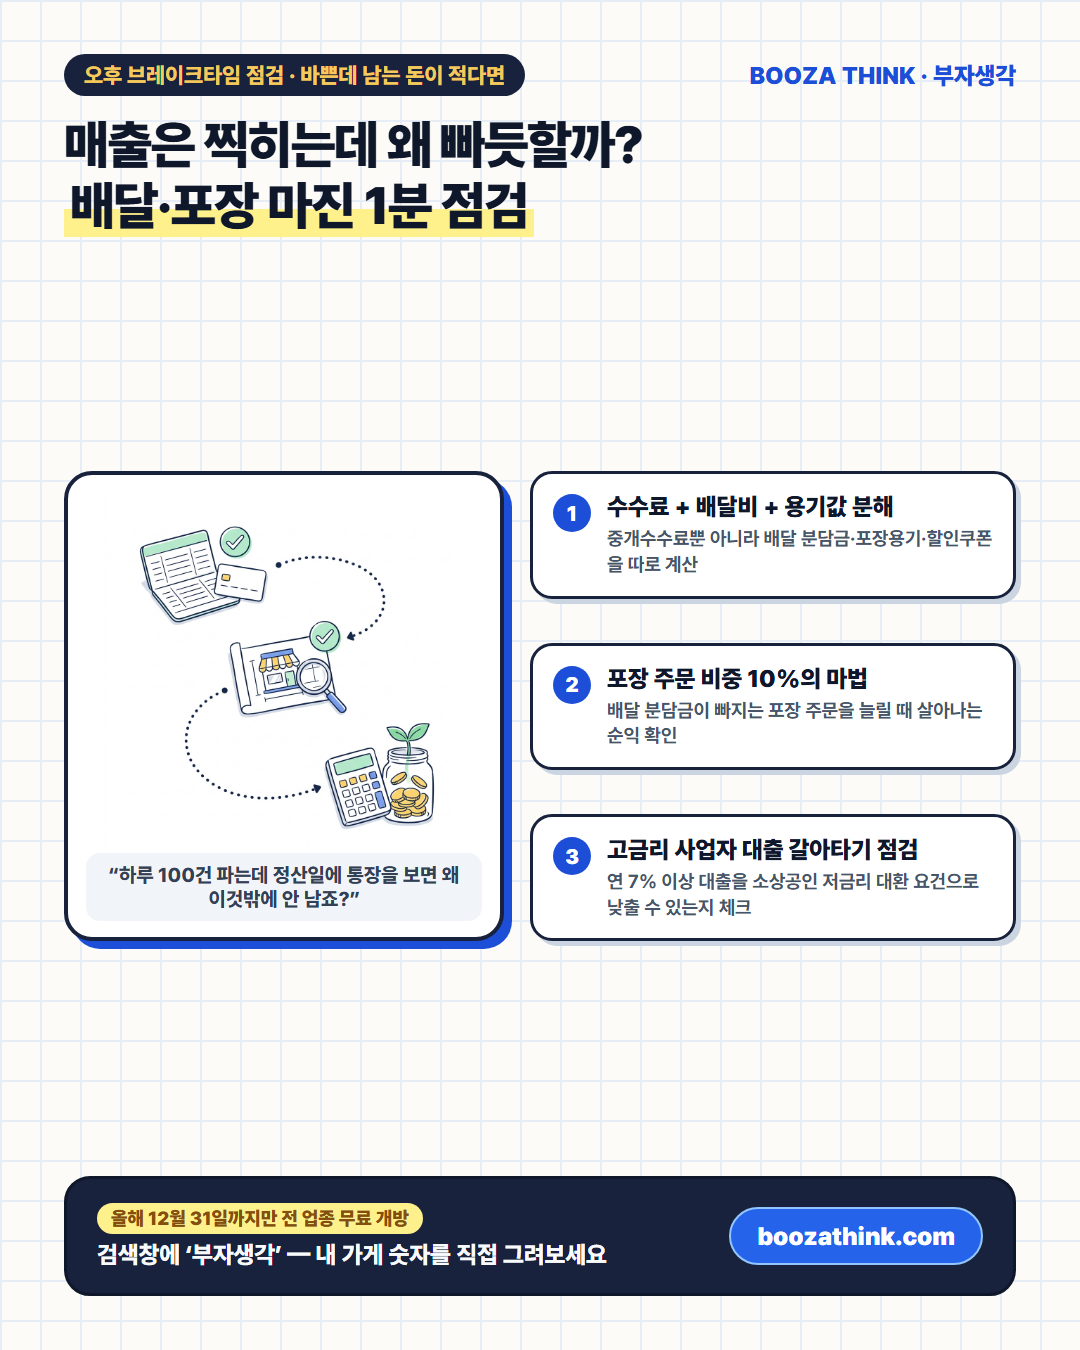 오후 브레이크타임 점검 · 바쁜데 남는 돈이 적다면
BOOZA THINK · 부자생각
매출은 찍히는데 왜 빠듯할까?
배달·포장 마진 1분 점검
“하루 100건 파는데 정산일에 통장을 보면 왜
이것밖에 안 남죠?”
1
수수료 + 배달비 + 용기값 분해
중개수수료뿐 아니라 배달 분담금·포장용기·할인쿠폰
을 따로 계산
2
포장 주문 비중 10%의 마법
배달 분담금이 빠지는 포장 주문을 늘릴 때 살아나는
순익 확인
3
고금리 사업자 대출 갈아타기 점검
연 7% 이상 대출을 소상공인 저금리 대환 요건으로
낮출 수 있는지 체크
올해 12월 31일까지만 전 업종 무료 개방
검색창에 ‘부자생각’ — 내 가게 숫자를 직접 그려보세요
boozathink.com